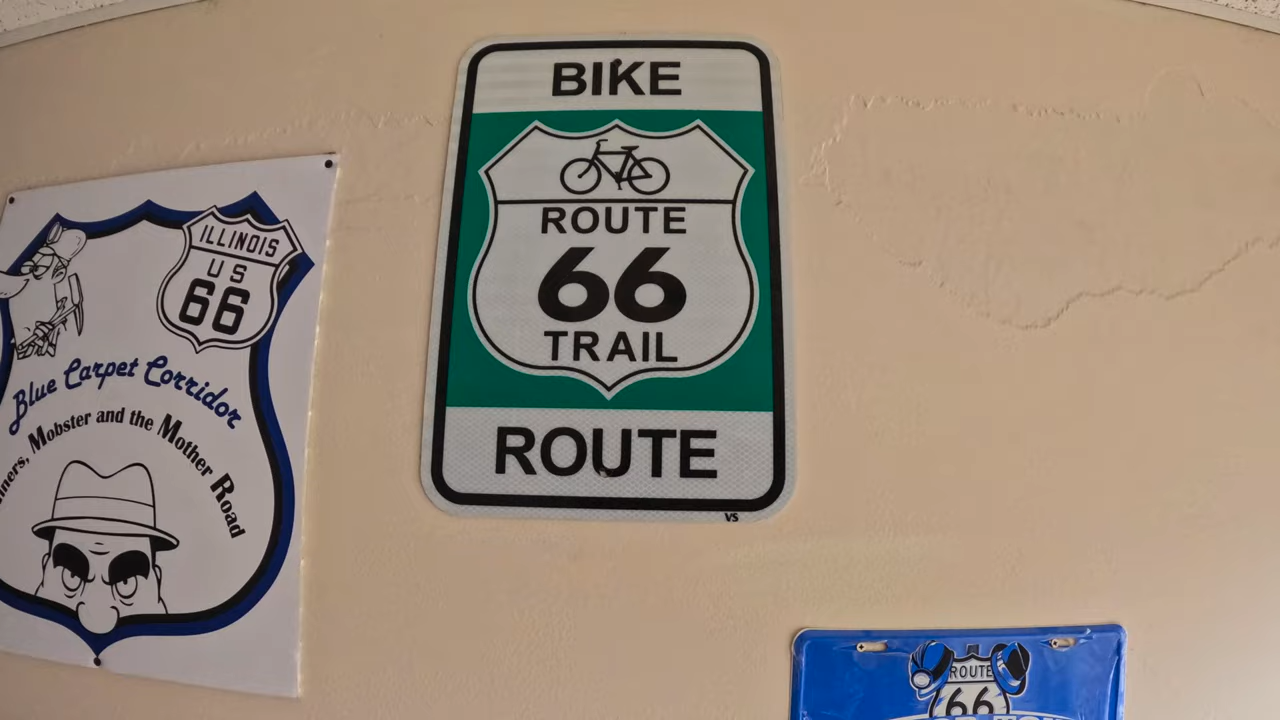 BIKE
ROUTE
66
TRAIL
ROUTE
VS
ILLINOIS
US
66
Blue Carpet Corridor
Mobster and the Mother Road
ROUTE
66